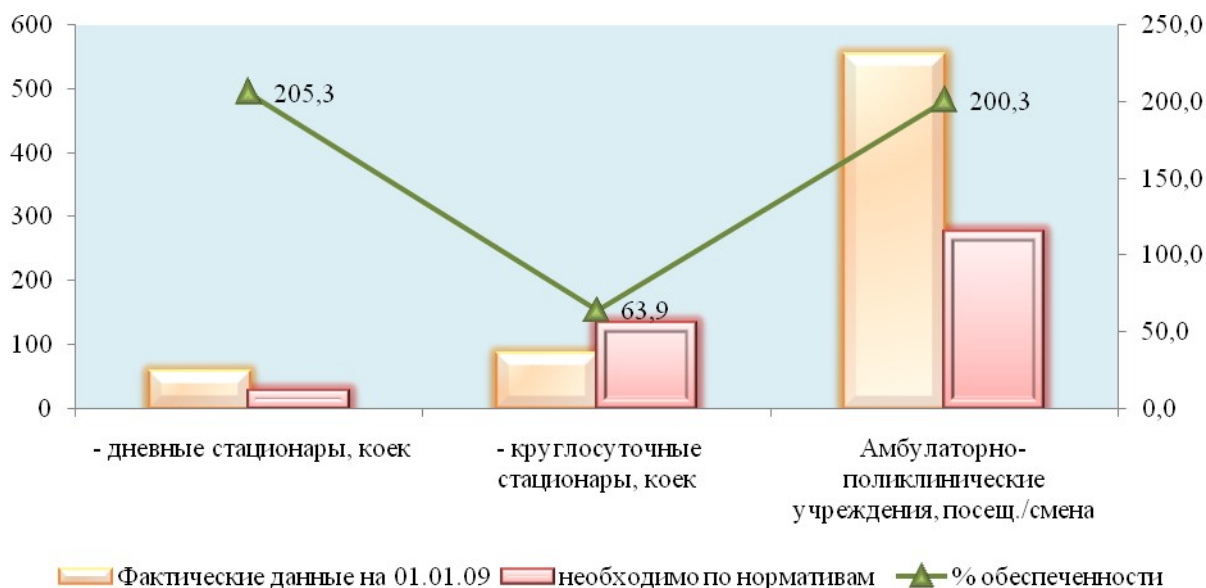 600
500
400
300
200
100
0
250,0
200,0
150,0
100,0
50,0
0,0
205,3
63,9
200,3
- дневные стационары, коек
- круглосуточные
стационары, коек
Амбулаторно-
поликлинические
учреждения, посещ./смена
Фактические данные на 01.01.09 необходимо по нормативам % обеспеченности